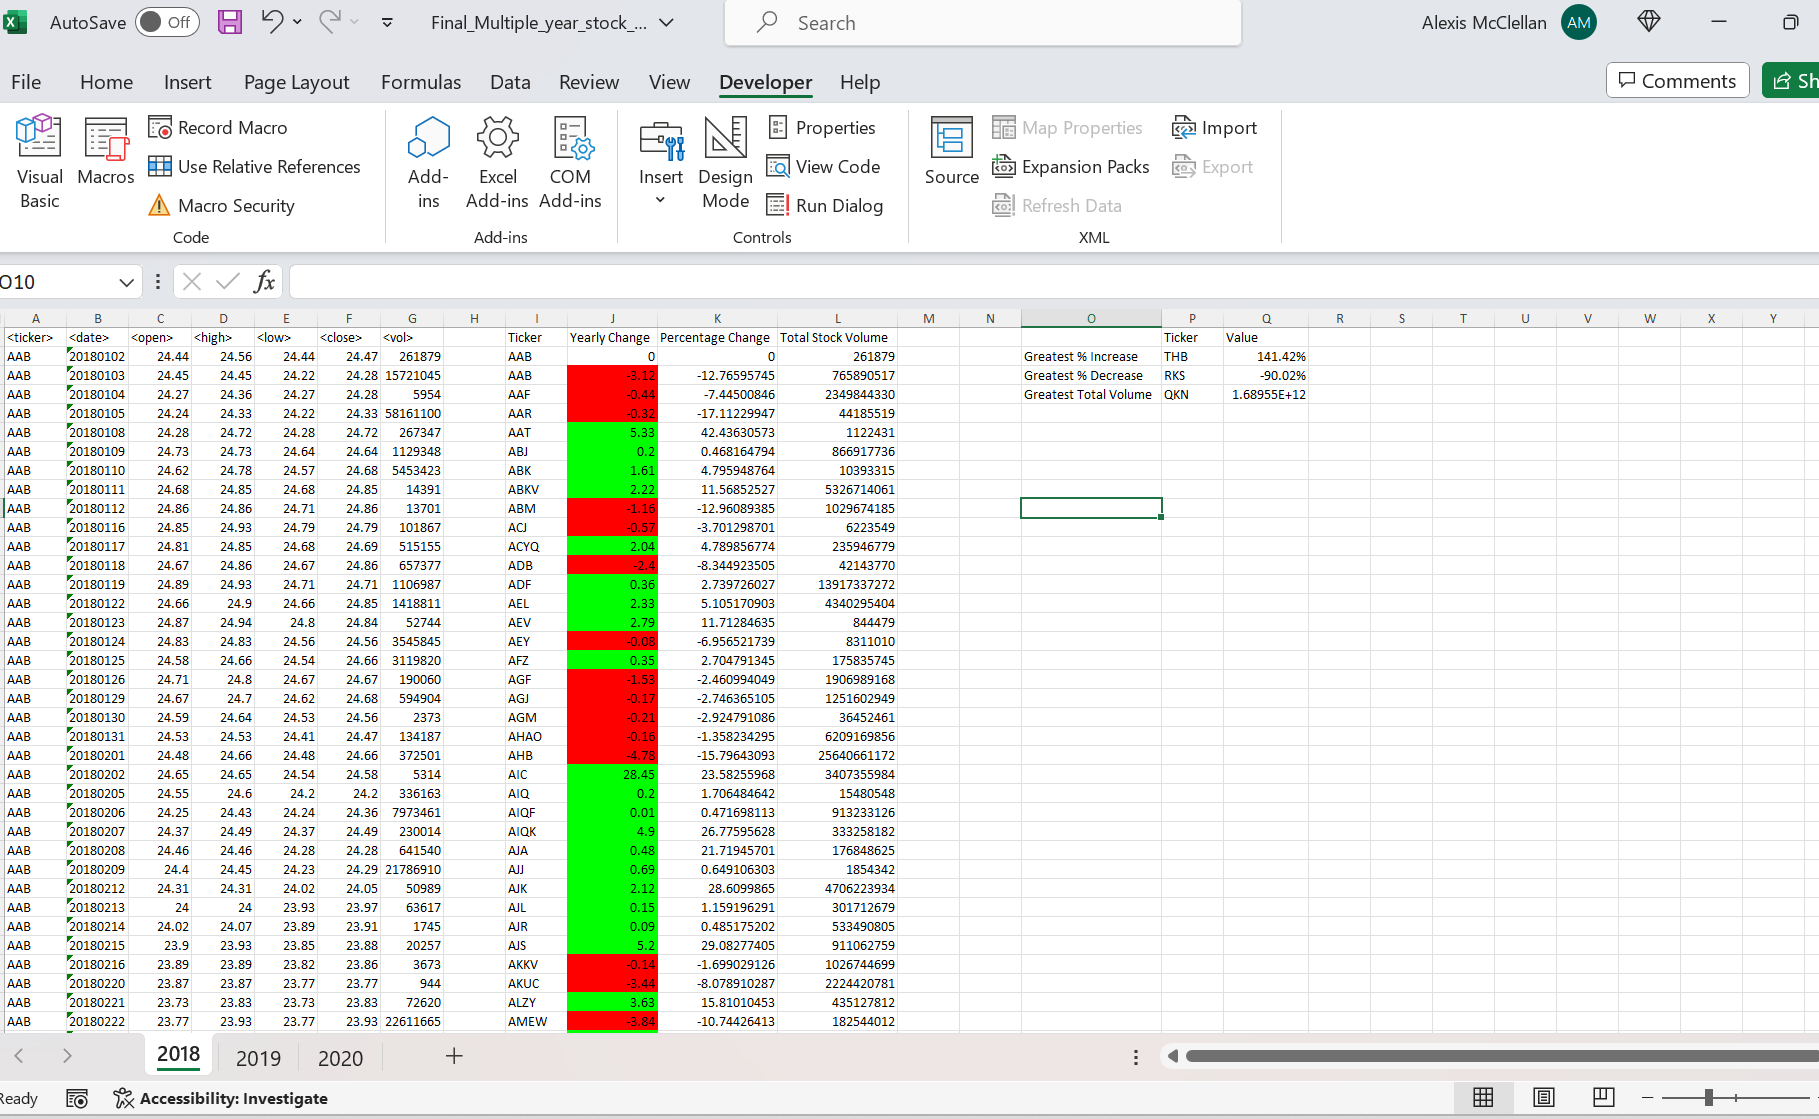 AutoSave Off Final_Multiple_year_stock_... Search Alexis McClellan AM
File Home Insert Page Layout Formulas Data Review View Developer Help Comments Sh
Visual Basic
Macros
Record Macro
Use Relative References
Macro Security
Code
Add-ins
Excel Add-ins
COM Add-ins
Add-ins
Insert
Design Mode
Properties
View Code
Run Dialog
Controls
Source
Map Properties
Expansion Packs
Refresh Data
Import
Export
XML
O10 fx
A B C D E F G H I J K L M N O P Q R S T U V W X Y
<ticker> <date> <open> <high> <low> <close> <vol> Ticker Yearly Change Percentage Change Total Stock Volume Ticker Value
AAB 20180102 24.44 24.56 24.44 24.47 261879 AAB 0 0 261879 Greatest % Increase THB 141.42%
AAB 20180103 24.45 24.45 24.22 24.28 15721045 AAB -3.12 -12.76595745 765890517 Greatest % Decrease RKS -90.02%
AAB 20180104 24.27 24.36 24.27 24.28 5954 AAF -0.44 -7.44500846 2349844330 Greatest Total Volume QKN 1.68955E+12
AAB 20180105 24.24 24.33 24.22 24.33 58161100 AAR -0.32 -17.11229947 44185519
AAB 20180108 24.28 24.72 24.28 24.72 267347 AAT 5.33 42.43630573 1122431
AAB 20180109 24.73 24.73 24.64 24.64 1129348 ABJ 0.2 0.468164794 866917736
AAB 20180110 24.62 24.78 24.57 24.68 5453423 ABK 1.61 4.795948764 10393315
AAB 20180111 24.68 24.85 24.68 24.85 14391 ABKV 2.22 11.56852527 5326714061
AAB 20180112 24.86 24.86 24.71 24.86 13701 ABM -1.16 -12.96089385 1029674185
AAB 20180116 24.85 24.93 24.79 24.79 101867 ACJ -0.57 -3.701298701 6223549
AAB 20180117 24.81 24.85 24.68 24.69 515155 ACYQ 2.04 4.789856774 235946779
AAB 20180118 24.67 24.86 24.67 24.86 657377 ADB -2.4 -8.344923505 42143770
AAB 20180119 24.89 24.93 24.71 24.71 1106987 ADF 0.36 2.739726027 13917337272
AAB 20180122 24.66 24.9 24.66 24.85 1418811 AEL 2.33 5.105170903 4340295404
AAB 20180123 24.87 24.94 24.8 24.84 52744 AEV 2.79 11.71284635 844479
AAB 20180124 24.83 24.83 24.56 24.56 3545845 AEY -0.08 -6.956521739 8311010
AAB 20180125 24.58 24.66 24.54 24.66 3119820 AFZ 0.35 2.704791345 175835745
AAB 20180126 24.71 24.8 24.67 24.67 190060 AGF -1.53 -2.460994049 1906989168
AAB 20180129 24.67 24.7 24.62 24.68 594904 AGJ -0.17 -2.746365105 1251602949
AAB 20180130 24.59 24.64 24.53 24.56 2373 AGM -0.21 -2.924791086 36452461
AAB 20180131 24.53 24.53 24.41 24.47 134187 AHAO -0.16 -1.358234295 6209169856
AAB 20180201 24.48 24.66 24.48 24.66 372501 AHB -4.78 -15.79643093 25640661172
AAB 20180202 24.65 24.65 24.54 24.58 5314 AIC 28.45 23.58255968 3407355984
AAB 20180205 24.55 24.6 24.2 24.2 336163 AIQ 0.2 1.706484642 15480548
AAB 20180206 24.25 24.43 24.24 24.36 7973461 AIQF 0.01 0.471698113 913233126
AAB 20180207 24.37 24.49 24.37 24.49 230014 AIQK 4.9 26.77595628 333258182
AAB 20180208 24.46 24.46 24.28 24.28 641540 AJA 0.48 21.71945701 176848625
AAB 20180209 24.4 24.45 24.23 24.29 21786910 AJJ 0.69 0.649106303 1854342
AAB 20180212 24.31 24.31 24.02 24.05 50989 AJK 2.12 28.6099865 4706223934
AAB 20180213 24 24 23.93 23.97 63617 AJL 0.15 1.159196291 301712679
AAB 20180214 24.02 24.07 23.89 23.91 1745 AJR 0.09 0.485175202 533490805
AAB 20180215 23.9 23.93 23.85 23.88 20257 AJS 5.2 29.08277405 911062759
AAB 20180216 23.89 23.89 23.82 23.86 3673 AKKV -0.14 -1.699029126 1026744699
AAB 20180220 23.87 23.87 23.77 23.77 944 AKUC -3.44 -8.078910287 2224420781
AAB 20180221 23.73 23.83 23.73 23.83 72620 ALZY 3.63 15.81010453 435127812
AAB 20180222 23.77 23.93 23.77 23.93 22611665 AMEW -3.84 -10.74426413 182544012
2018 2019 2020
Ready Accessibility: Investigate